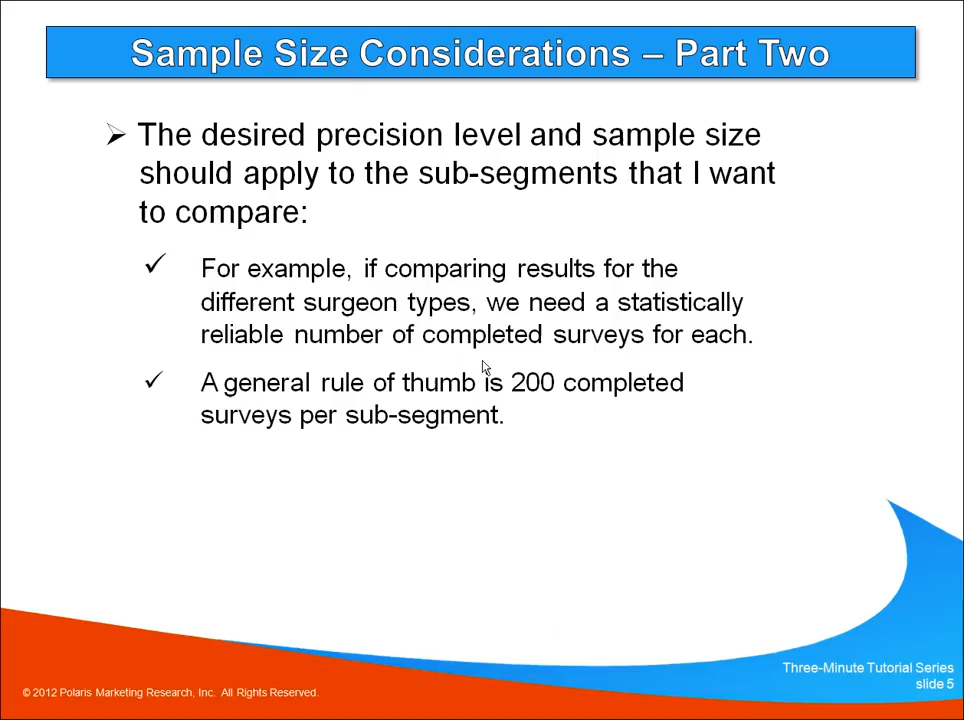 Sample Size Considerations – Part Two
➢ The desired precision level and sample size
should apply to the sub-segments that I want
to compare:
✓ For example, if comparing results for the
different surgeon types, we need a statistically
reliable number of completed surveys for each.
✓ A general rule of thumb is 200 completed
surveys per sub-segment.
Three-Minute Tutorial Series
slide 5
© 2012 Polaris Marketing Research, Inc. All Rights Reserved.